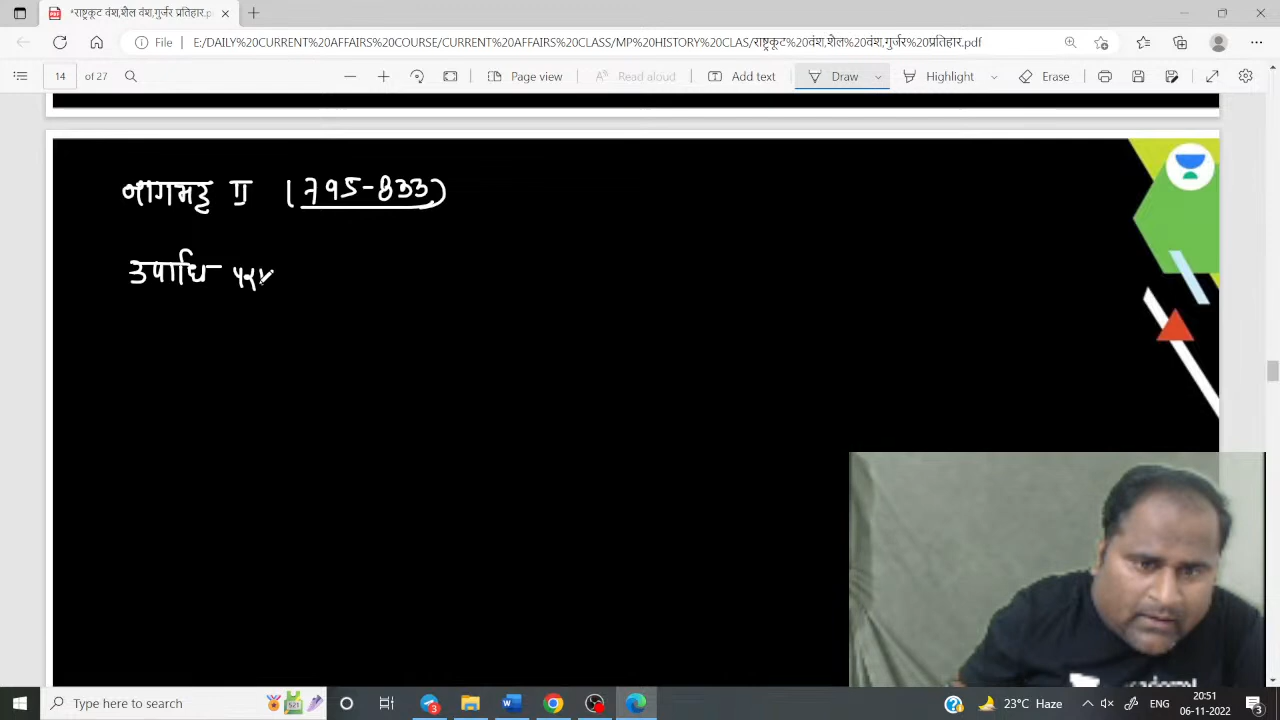 राष्ट्रकूट वंश,शैल वंश,गुर्जर प्रतिहार.
File
E:/DAILY%20CURRENT%20AFFAIRS%20COURSE/CURRENT%20AFFAIRS%20CLASS/MP%20HISTORY%20CLAS/राष्ट्रकूट%20वंश,शैल%20वंश,गुर्जर%20प्रतिहार.pdf
14 of 27
Page view
Read aloud
Add text
Draw
Highlight
Erase
नागभट्ट II (795-833)
उपाधि-
Type here to search
3
23°C Haze
ENG
20:51
06-11-2022
3